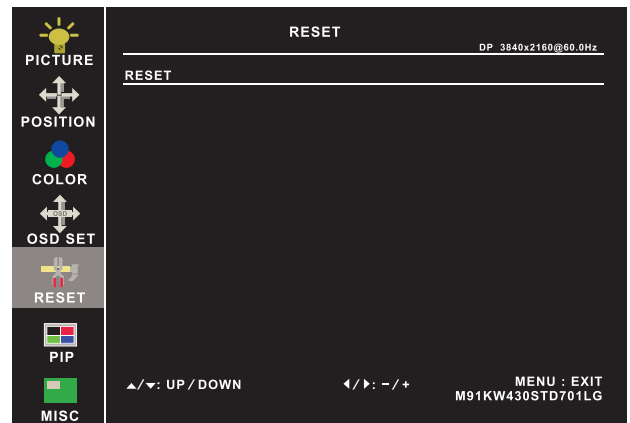 PICTURE
POSITION
COLOR
OSD
OSD SET
RESET
PIP
MISC
RESET
DP 3840x2160@60.0Hz
RESET
▲/▼: UP / DOWN
◀/▶: – / +
MENU : EXIT
M91KW430STD701LG